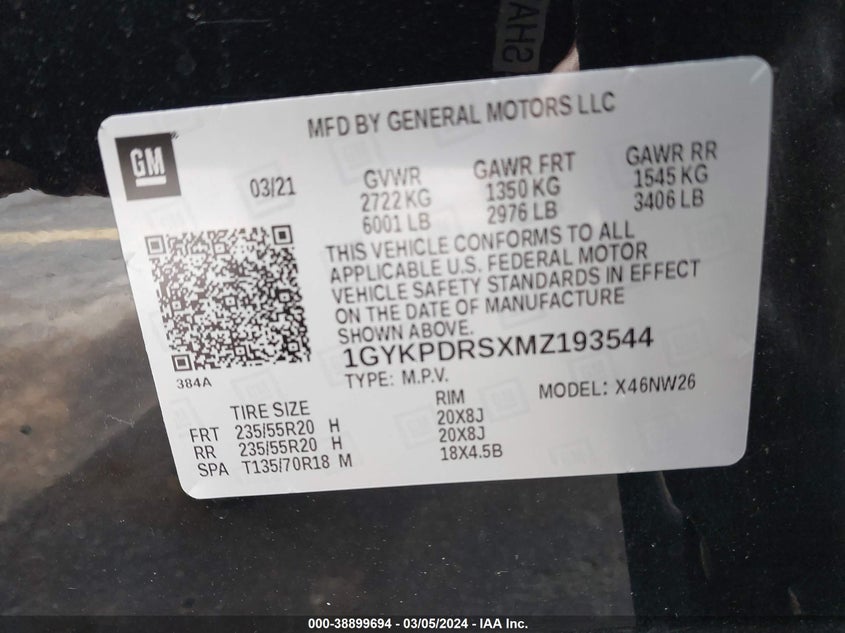 MFD BY GENERAL MOTORS LLC
GM
03/21
GVWR GAWR FRT GAWR RR
2722 KG 1350 KG 1545 KG
6001 LB 2976 LB 3406 LB
THIS VEHICLE CONFORMS TO ALL
APPLICABLE U.S. FEDERAL MOTOR
VEHICLE SAFETY STANDARDS IN EFFECT
ON THE DATE OF MANUFACTURE
SHOWN ABOVE.
1GYKPDRSXMZ193544
384A
TYPE: M.P.V. MODEL: X46NW26
TIRE SIZE RIM
FRT 235/55R20 H 20X8J
RR 235/55R20 H 20X8J
SPA T135/70R18 M 18X4.5B
000-38899694 - 03/05/2024 - IAA Inc.